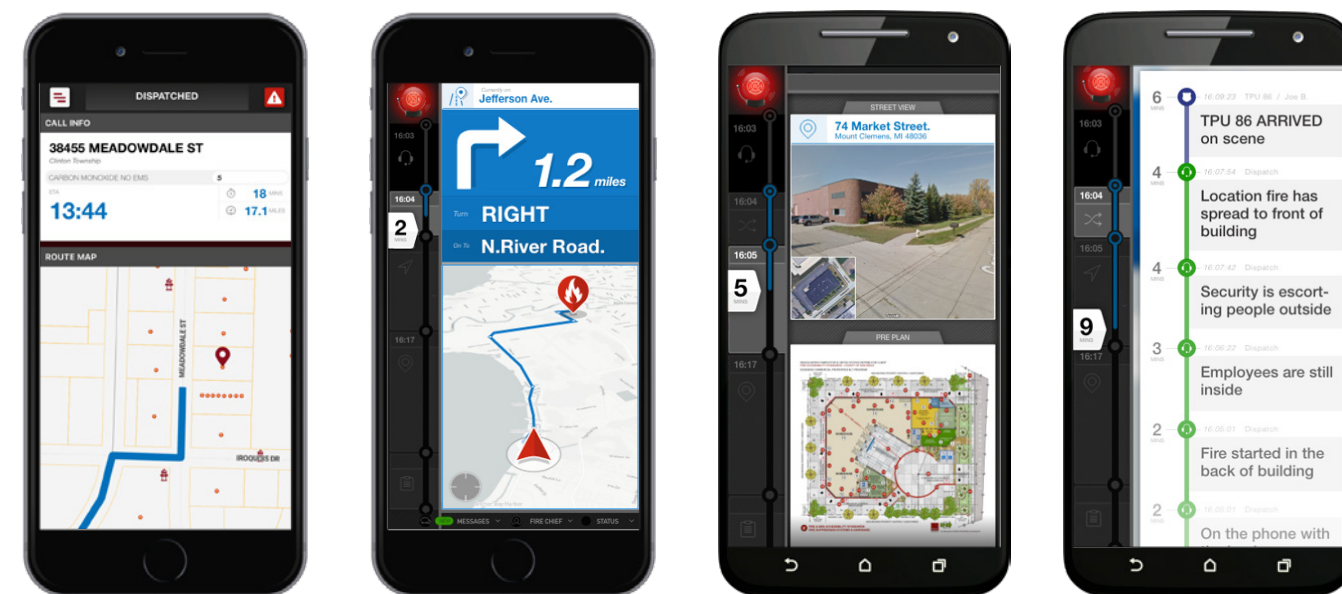 DISPATCHED
CALL INFO
38455 MEADOWDALE ST
Clinton Township
CARBON MONOXIDE NO EMS 5
ETA
13:44
18 MINS
17.1 MILES
ROUTE MAP
MEADOWDALE ST
IROQUOIS DR
Currently on
Jefferson Ave.
16:03
16:04
2
MINS
16:17
1.2 miles
Turn RIGHT
On To N.River Road.
MESSAGES FIRE CHIEF STATUS
STREET VIEW
74 Market Street.
Mount Clemens, MI 48036
16:03
16:04
16:05
5
MINS
16:17
PRE PLAN
16:03
16:04
16:05
9
MINS
16:17
6
MINS
16:09:23 TPU 86 / Joe B.
TPU 86 ARRIVED
on scene
4
MINS
16:07:54 Dispatch
Location fire has
spread to front of
building
4
MINS
16:07:42 Dispatch
Security is escort-
ing people outside
3
MINS
16:06:22 Dispatch
Employees are still
inside
2
MINS
16:05:01 Dispatch
Fire started in the
back of building
2
MINS
16:05:01 Dispatch
On the phone with